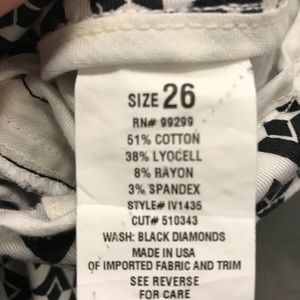 SIZE 26
RN# 99299
51% COTTON
38% LYOCELL
8% RAYON
3% SPANDEX
STYLE# IV1435
CUT# 510343
WASH: BLACK DIAMONDS
MADE IN USA
OF IMPORTED FABRIC AND TRIM
SEE REVERSE
FOR CARE